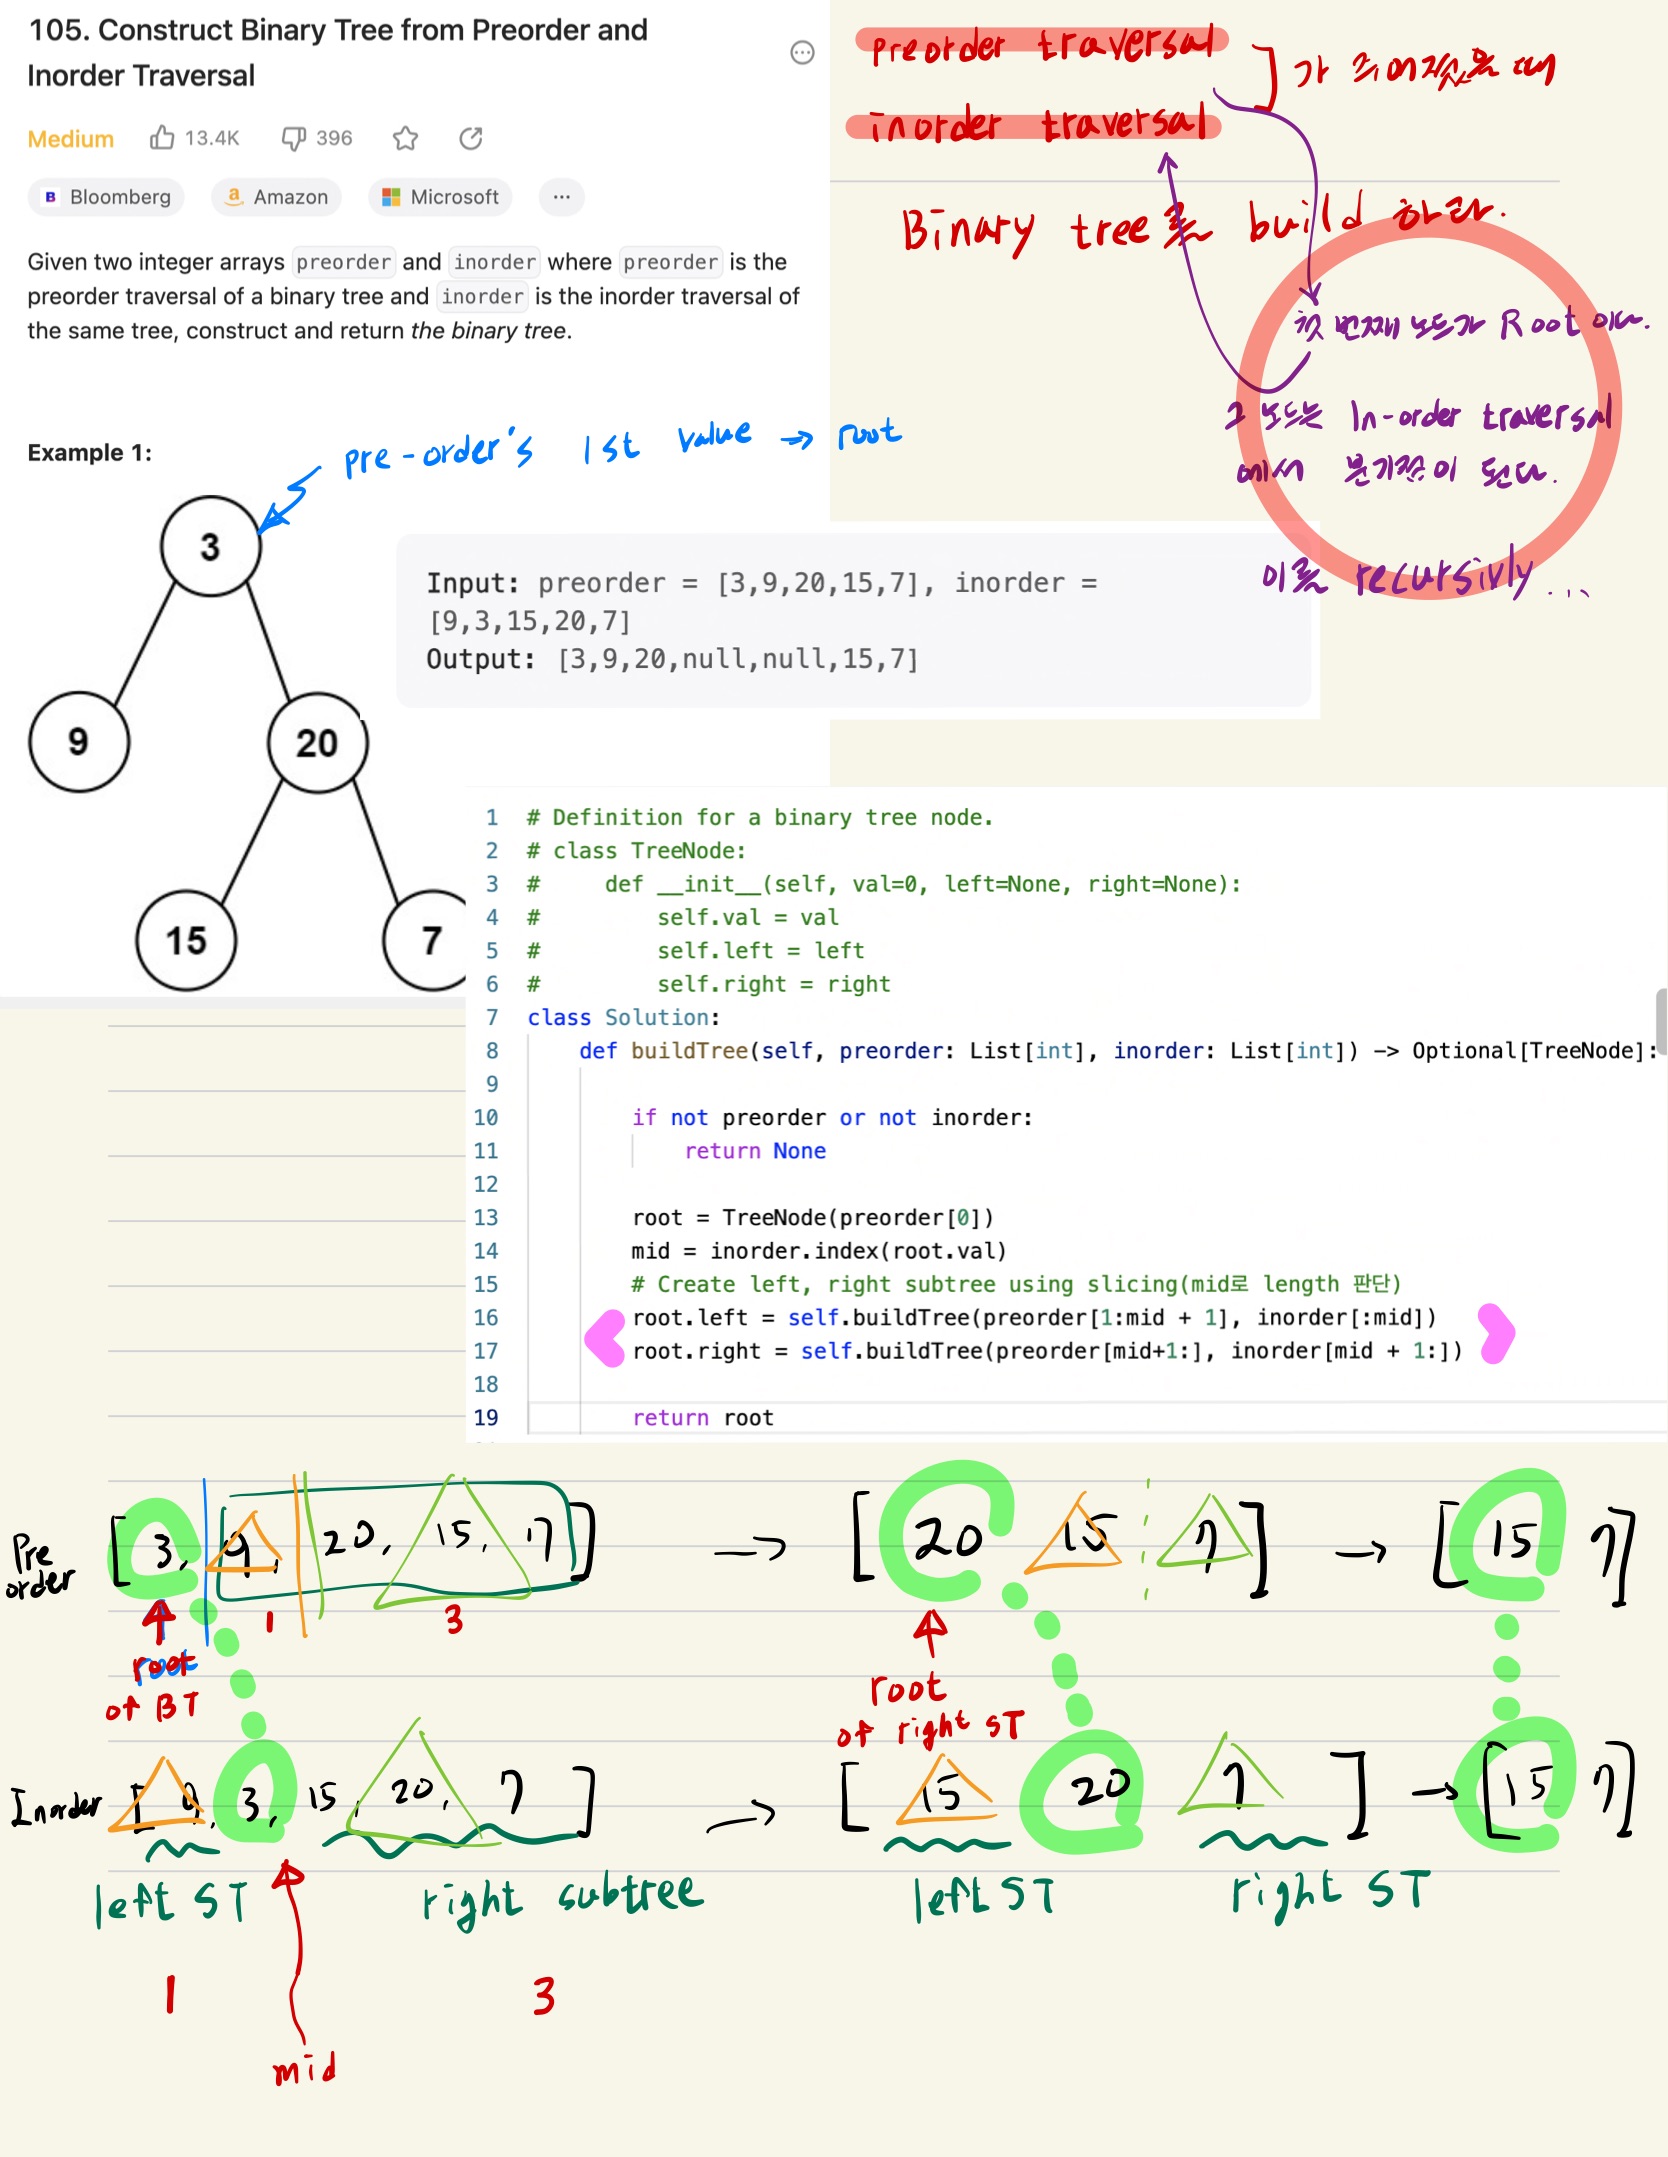 105. Construct Binary Tree from Preorder and
Inorder Traversal
Medium 13.4K 396
Bloomberg Amazon Microsoft ...
Given two integer arrays preorder and inorder where preorder is the
preorder traversal of a binary tree and inorder is the inorder traversal of
the same tree, construct and return the binary tree.
preorder traversal
inorder traversal
가 주어졌을 때
Binary tree를 build 하라.
첫 번째 노드가 Root 이다.
그 노드는 In-order traversal
에서 분기점이 된다.
이를 recursivly...
Example 1:
pre-order's 1st value → root
3
9
20
15
7
Input: preorder = [3,9,20,15,7], inorder =
[9,3,15,20,7]
Output: [3,9,20,null,null,15,7]
1 # Definition for a binary tree node.
2 # class TreeNode:
3 # def __init__(self, val=0, left=None, right=None):
4 # self.val = val
5 # self.left = left
6 # self.right = right
7 class Solution:
8 def buildTree(self, preorder: List[int], inorder: List[int]) -> Optional[TreeNode]:
9
10 if not preorder or not inorder:
11 return None
12
13 root = TreeNode(preorder[0])
14 mid = inorder.index(root.val)
15 # Create left, right subtree using slicing(mid로 length 판단)
16 root.left = self.buildTree(preorder[1:mid + 1], inorder[:mid])
17 root.right = self.buildTree(preorder[mid+1:], inorder[mid + 1:])
18
19 return root
Pre
order
[3, 9, 20, 15, 7] → [20 15 7] → [15 7]
1 3
root
of BT
root
of right ST
Inorder [9, 3, 15, 20, 7] → [15 20 7] → [15 7]
left ST right subtree left ST right ST
1 3
mid